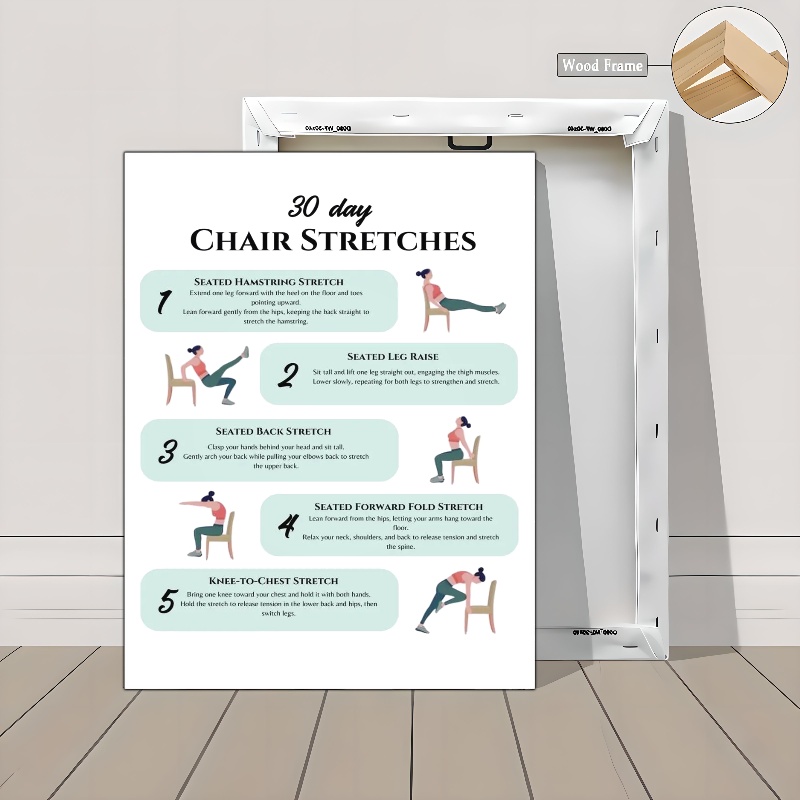 Wood Frame
30 day
Chair Stretches
1
Seated Hamstring Stretch
Extend one leg forward with the heel on the floor and toes
pointing upward.
Lean forward gently from the hips, keeping the back straight to
stretch the hamstring.
2
Seated Leg Raise
Sit tall and lift one leg straight out, engaging the thigh muscles.
Lower slowly, repeating for both legs to strengthen and stretch.
3
Seated Back Stretch
Clasp your hands behind your head and sit tall.
Gently arch your back while pulling your elbows back to stretch
the upper back.
4
Seated Forward Fold Stretch
Lean forward from the hips, letting your arms hang toward the
floor.
Relax your neck, shoulders, and back to release tension and stretch
the spine.
5
Knee-to-Chest Stretch
Bring one knee toward your chest and hold it with both hands.
Hold the stretch to release tension in the lower back and hips, then
switch legs.